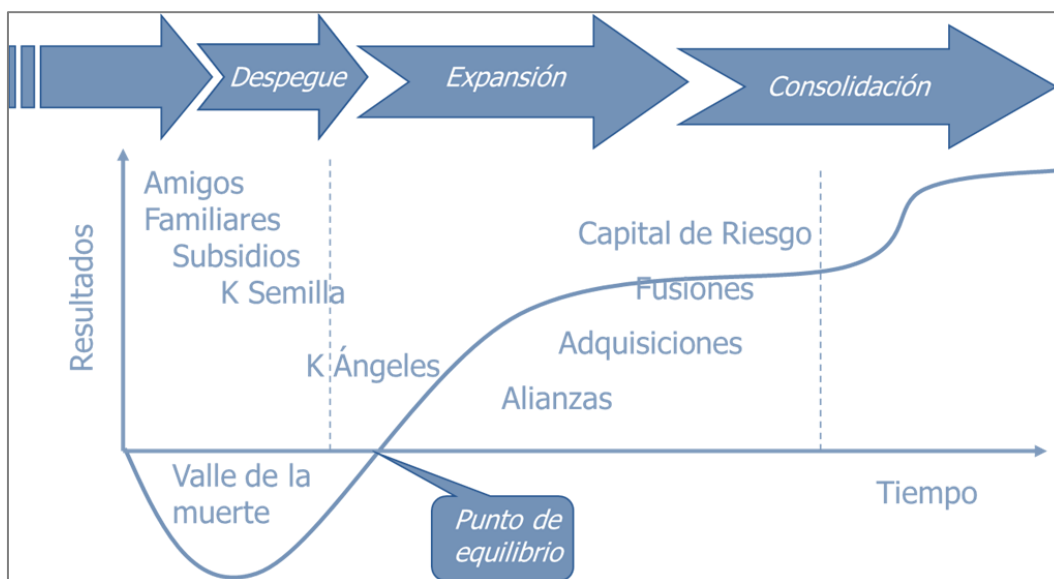 Despegue
Expansión
Consolidación
Resultados
Amigos
Familiares
Subsidios
K Semilla
K Ángeles
Capital de Riesgo
Fusiones
Adquisiciones
Alianzas
Valle de la
muerte
Punto de
equilibrio
Tiempo